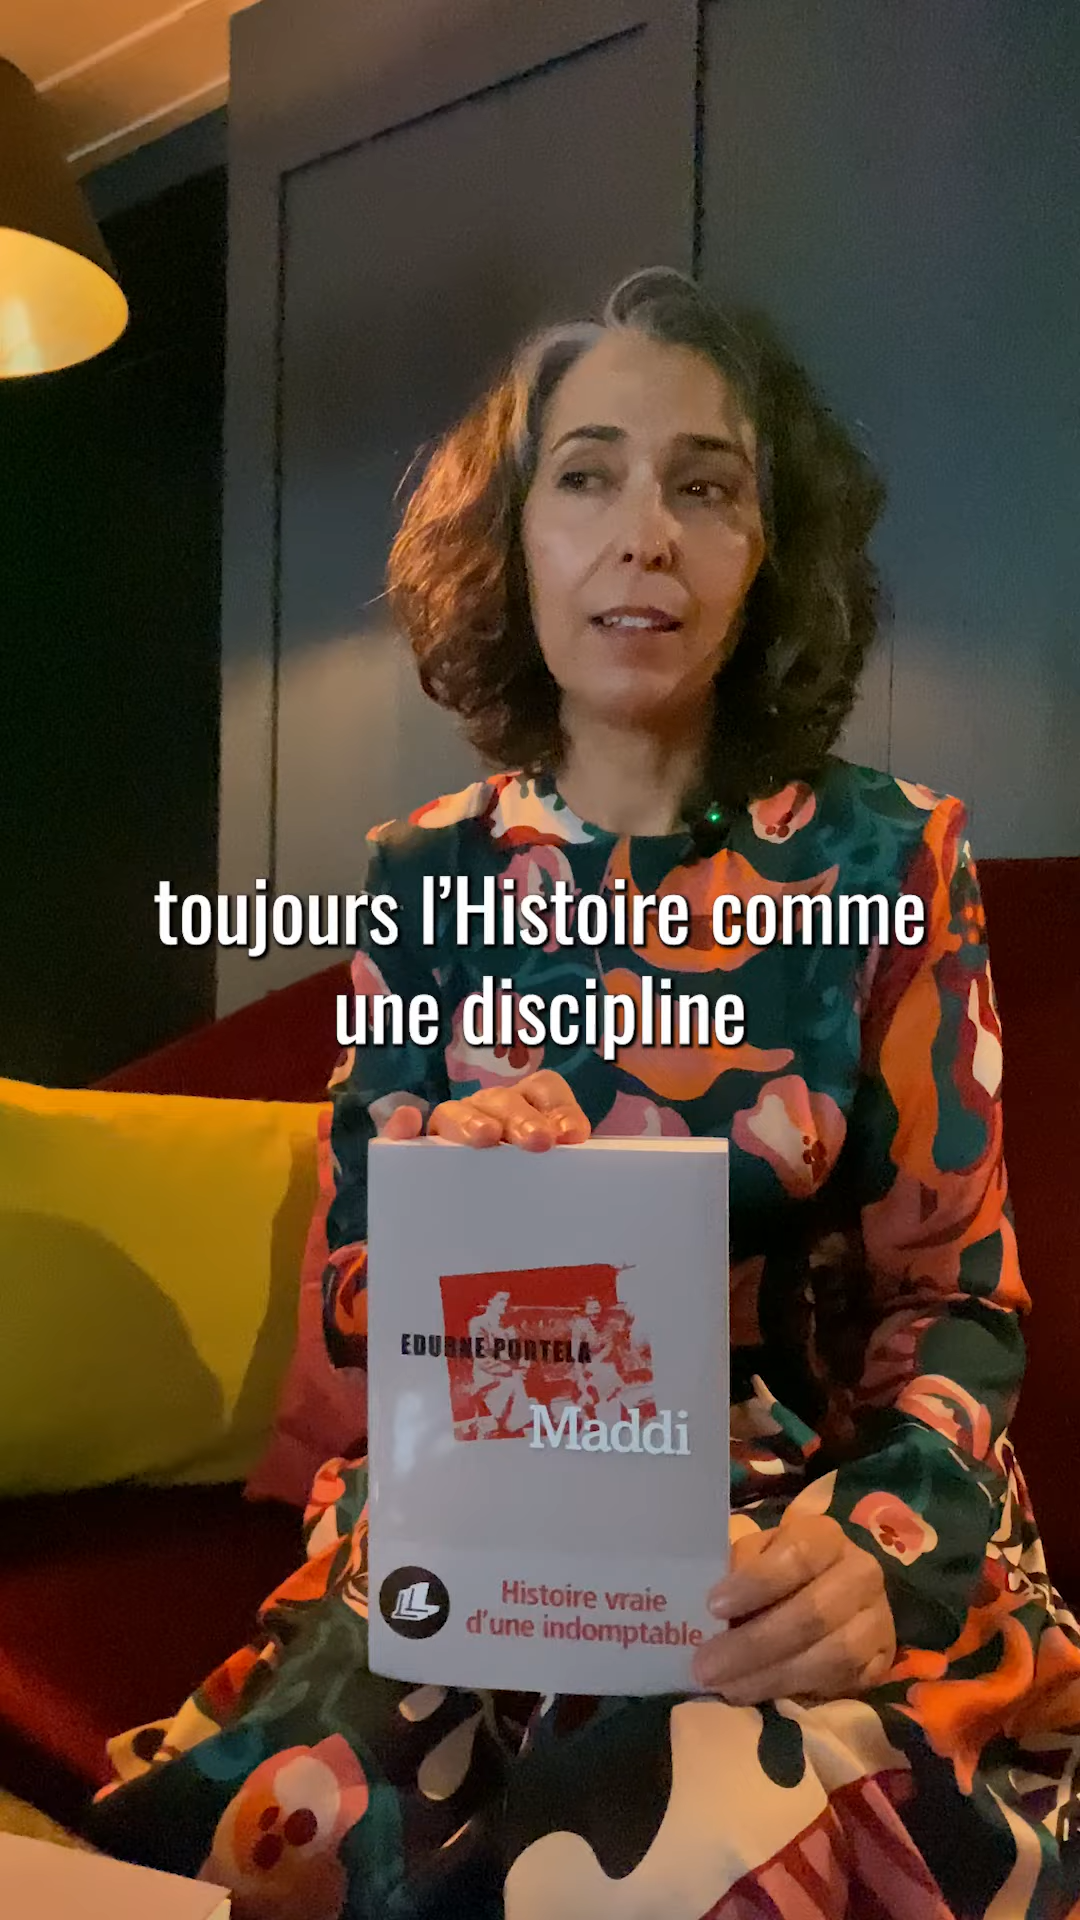 toujours l’Histoire comme
une discipline
EDURNE PORTELA
Maddi
Histoire vraie
d’une indomptable